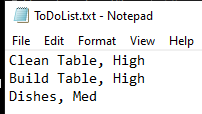 ToDoList.txt - Notepad
File Edit Format View Help
Clean Table, High
Build Table, High
Dishes, Med